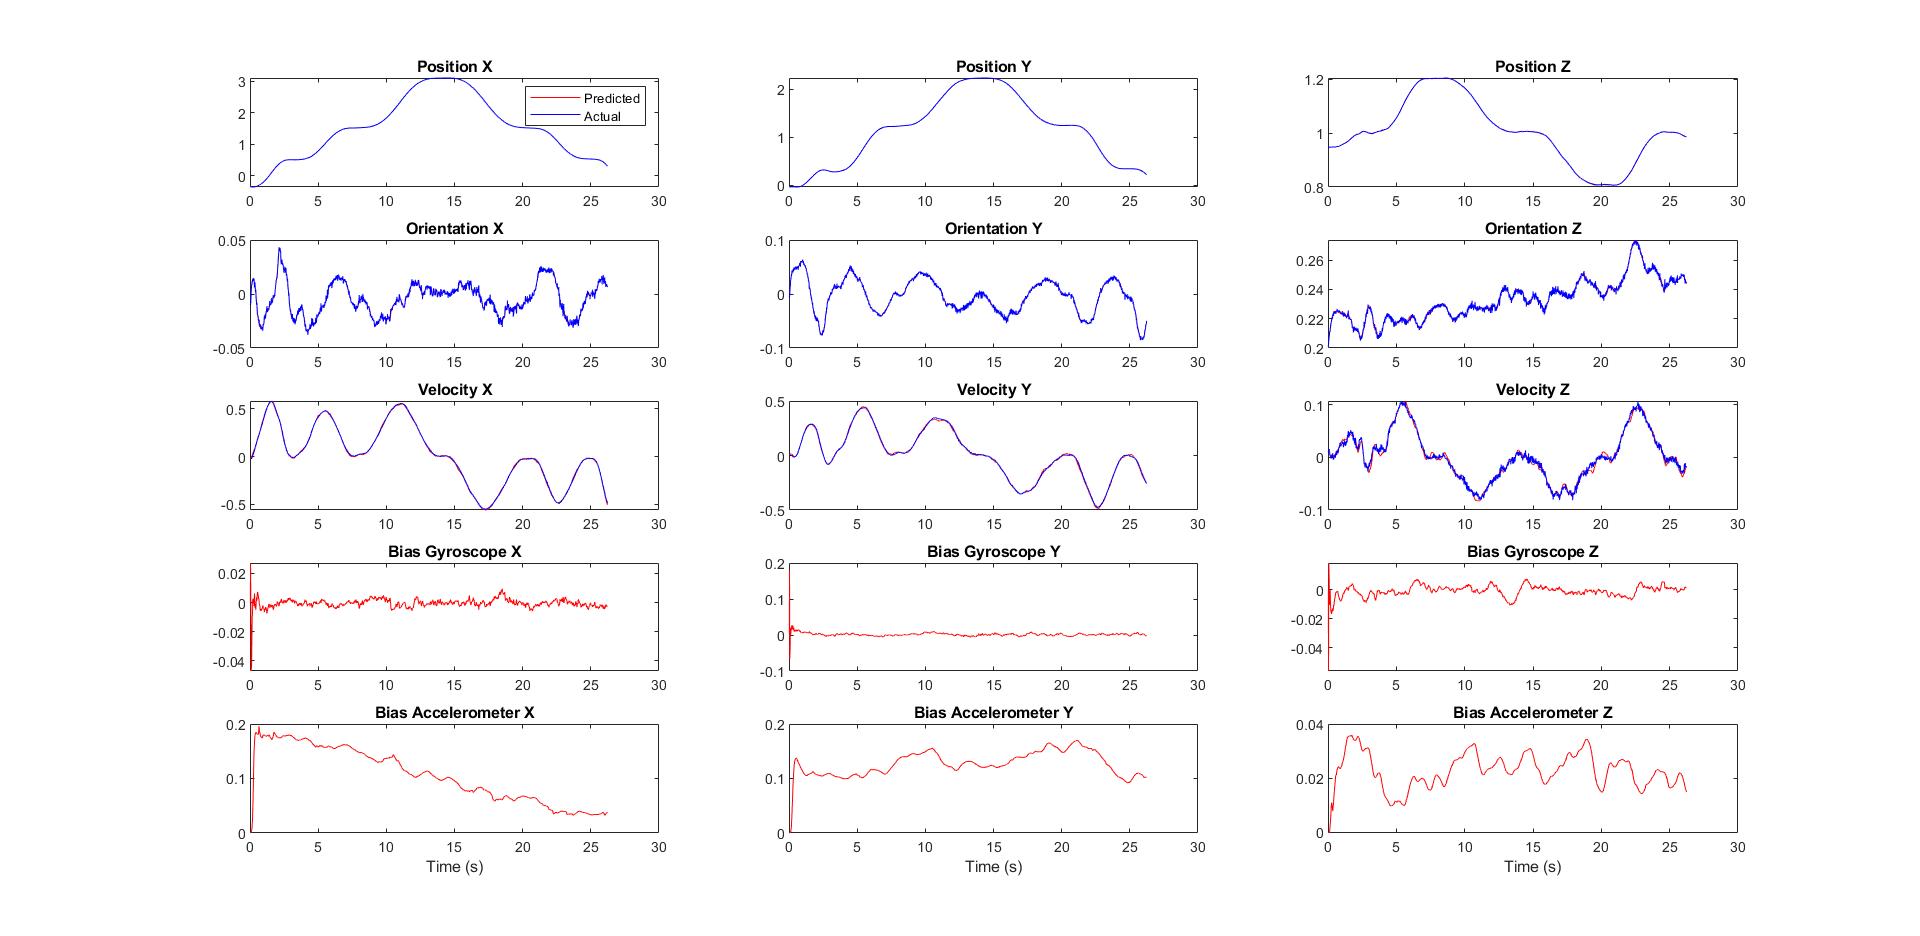 Position X
Position Y
Position Z
3
2
1
0
Predicted
Actual
0 5 10 15 20 25 30
2
1
0
0 5 10 15 20 25 30
1.2
1
0.8
0 5 10 15 20 25 30
Orientation X
Orientation Y
Orientation Z
0.05
0
-0.05
0 5 10 15 20 25 30
0.1
0
-0.1
0 5 10 15 20 25 30
0.26
0.24
0.22
0.2
0 5 10 15 20 25 30
Velocity X
Velocity Y
Velocity Z
0.5
0
-0.5
0 5 10 15 20 25 30
0.5
0
-0.5
0 5 10 15 20 25 30
0.1
0
-0.1
0 5 10 15 20 25 30
Bias Gyroscope X
Bias Gyroscope Y
Bias Gyroscope Z
0.02
0
-0.02
-0.04
0 5 10 15 20 25 30
0.2
0.1
0
-0.1
0 5 10 15 20 25 30
0
-0.02
-0.04
0 5 10 15 20 25 30
Bias Accelerometer X
Bias Accelerometer Y
Bias Accelerometer Z
0.2
0.1
0
0 5 10 15 20 25 30
Time (s)
0.2
0.1
0
0 5 10 15 20 25 30
Time (s)
0.04
0.02
0
0 5 10 15 20 25 30
Time (s)